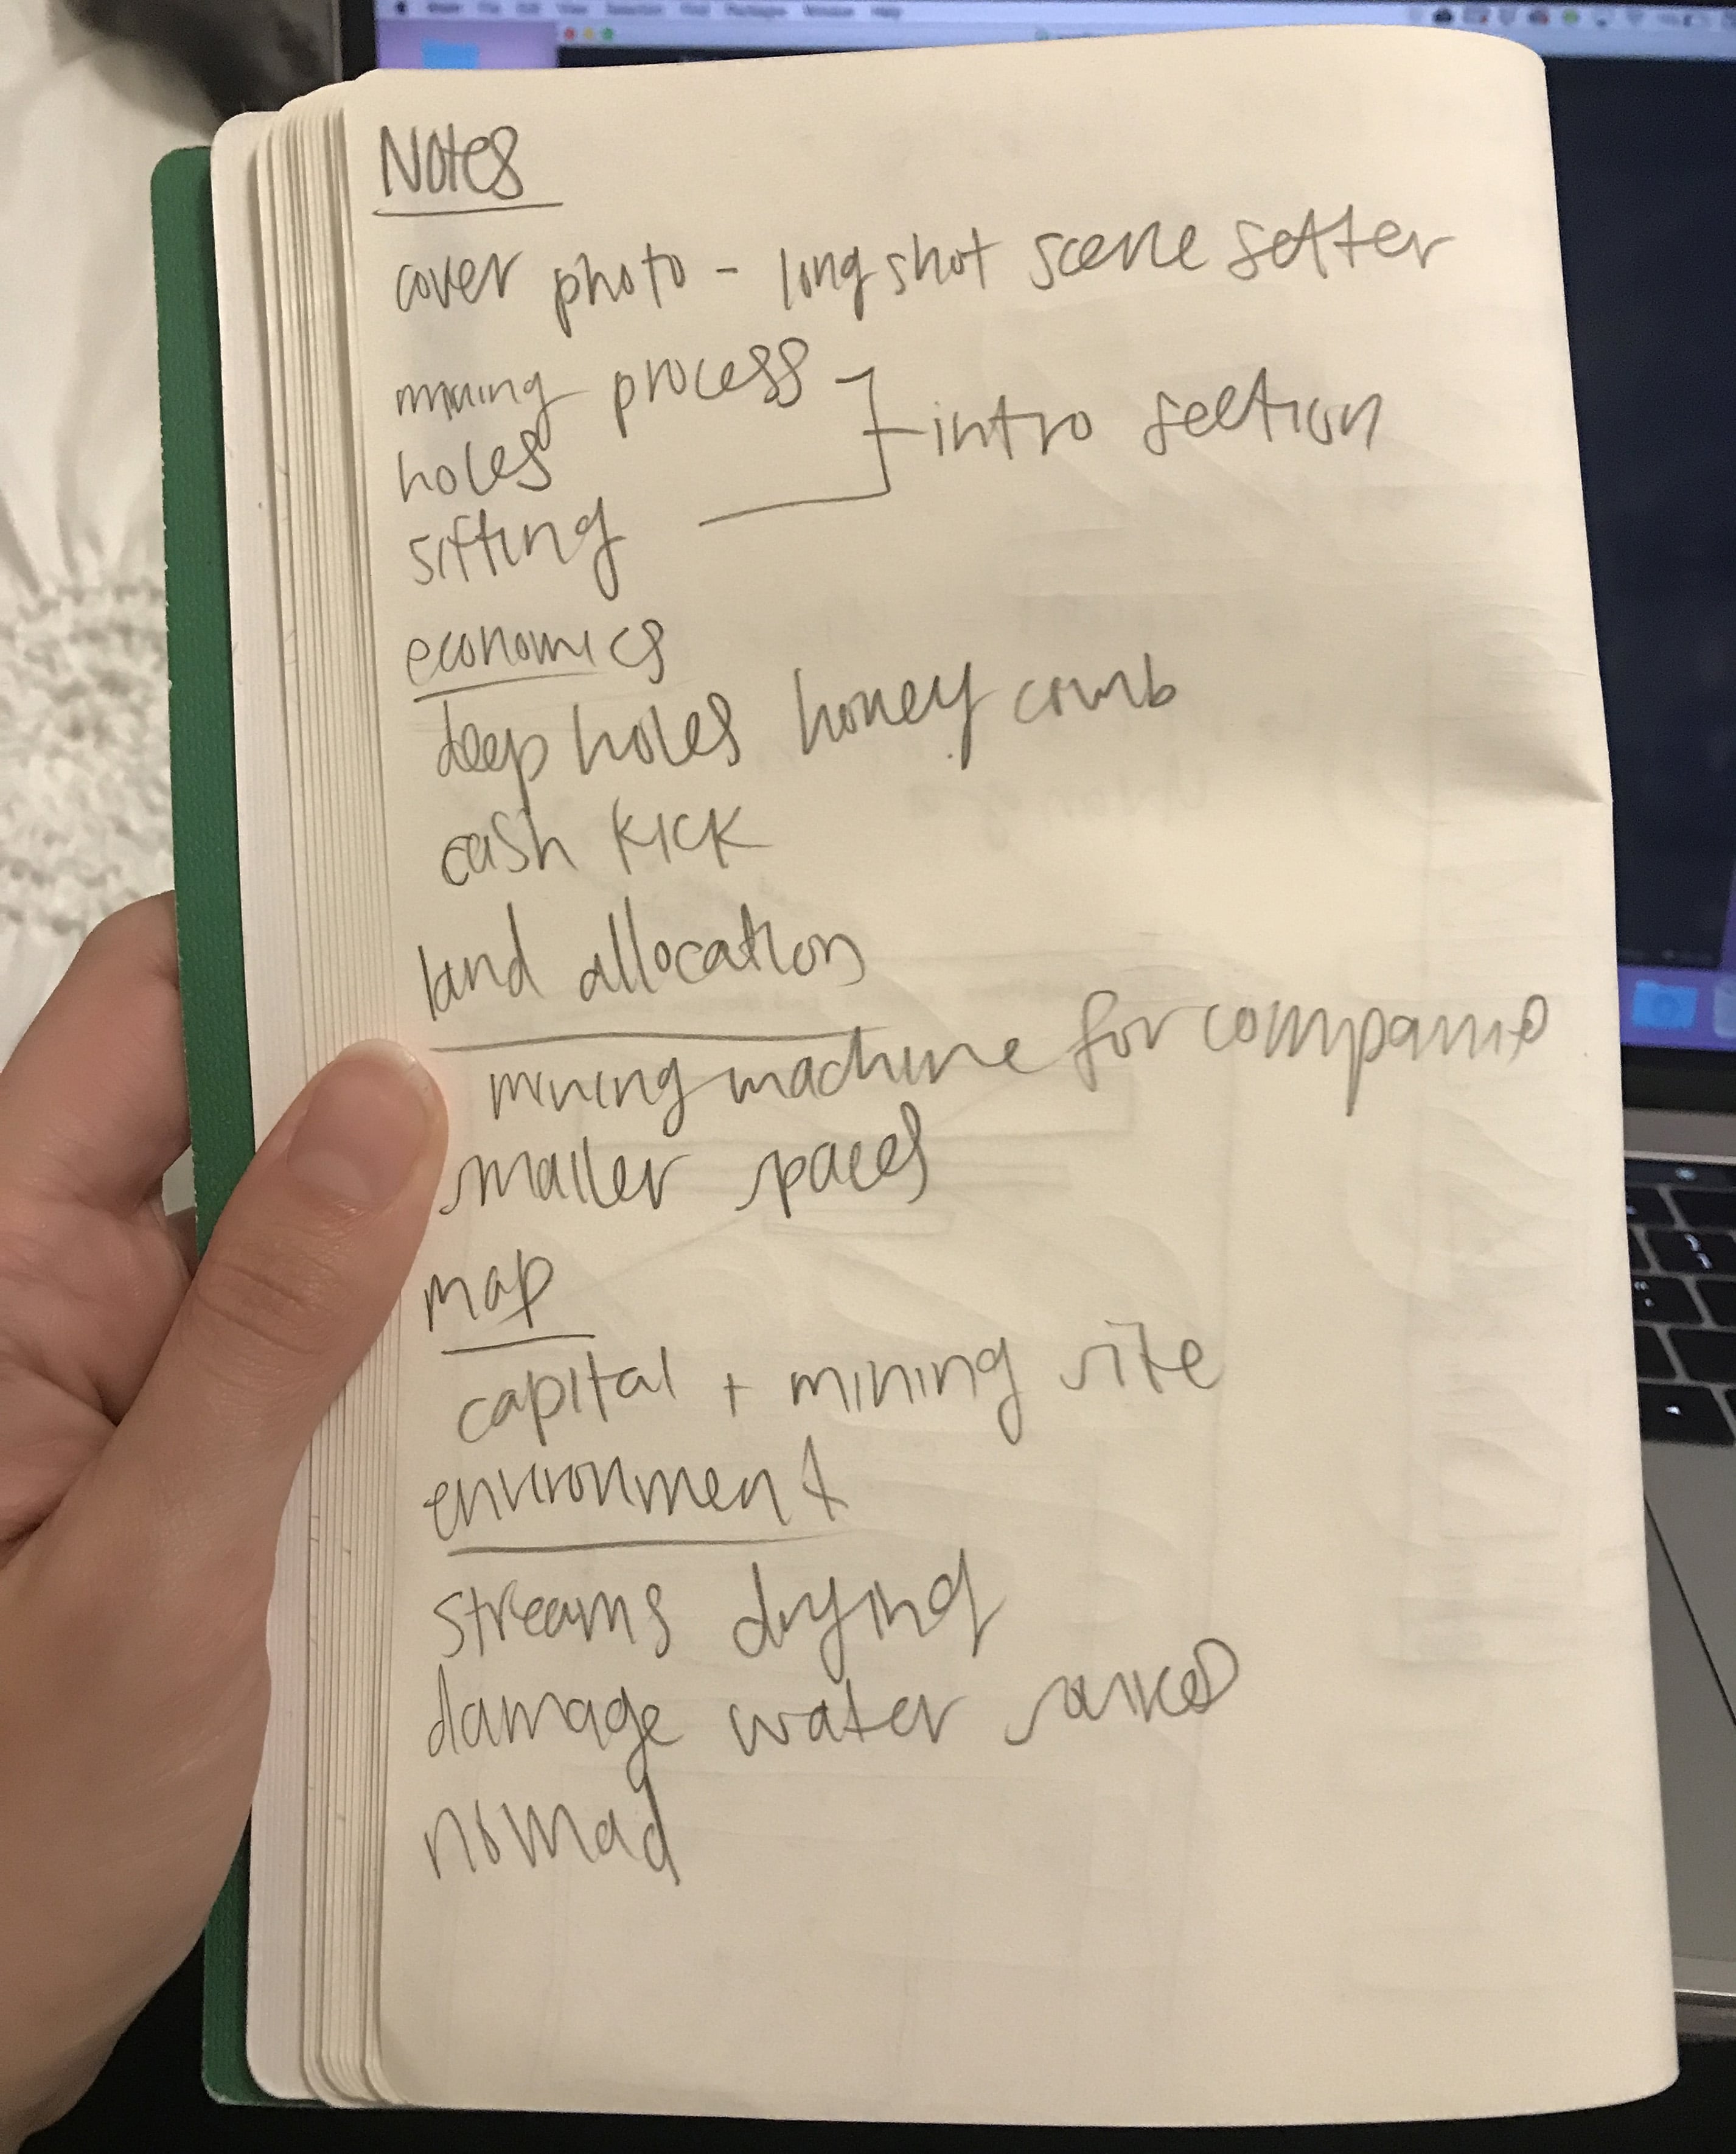 Notes
cover photo - long shot scene setter
mining process
holes
intro section
sifting
economics
deep holes honey comb
cash kick
land allocation
mining machine for companies
smaller spaces
map
capital + mining site
environment
streams drying
damage water
nomad